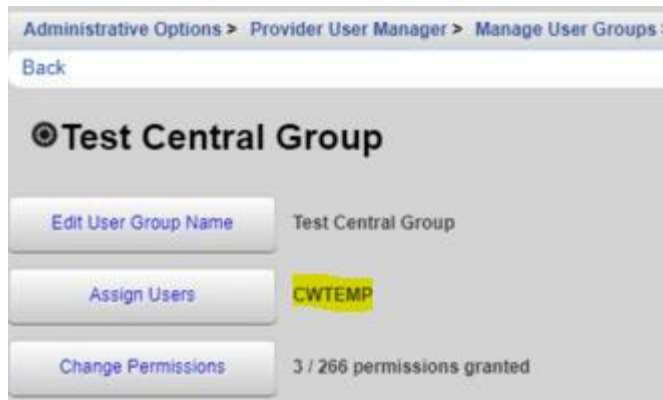 Administrative Options > Provider User Manager > Manage User Groups >
Back
Test Central Group
Edit User Group Name Test Central Group
Assign Users CWTEMP
Change Permissions 3 / 266 permissions granted